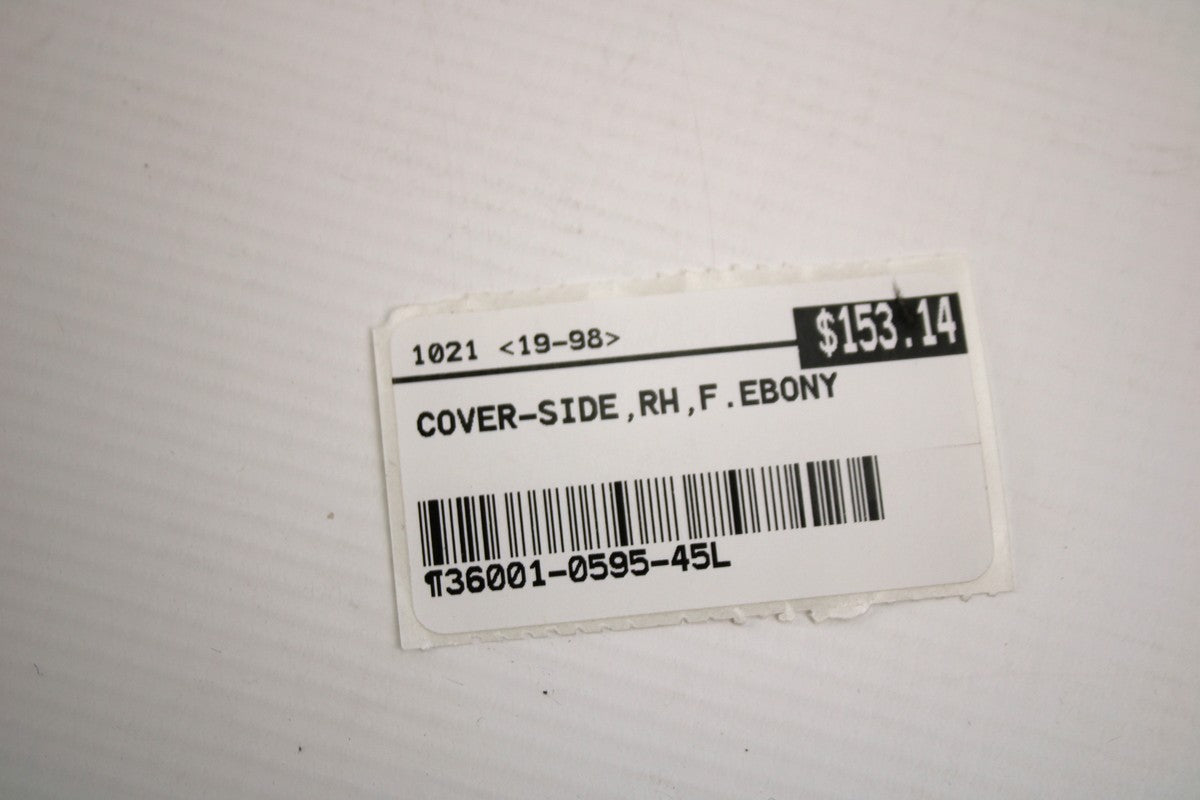 1021 <19-98>
$153.14
COVER-SIDE,RH,F.EBONY
¶36001-0595-45L